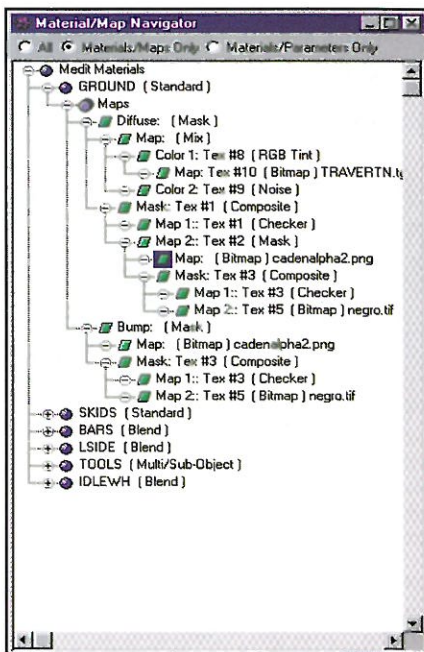 Material/Map Navigator
All Materials/Maps Only Materials/Parameters Only
Medit Materials
GROUND (Standard)
Maps
Diffuse: (Mask)
Map: (Mix)
Color 1: Tex #8 (RGB Tint)
Map: Tex #10 (Bitmap) TRAVERTN.t
Color 2: Tex #9 (Noise)
Mask: Tex #1 (Composite)
Map 1:: Tex #1 (Checker)
Map 2:: Tex #2 (Mask)
Map: (Bitmap) cadenalpha2.png
Mask: Tex #3 (Composite)
Map 1:: Tex #3 (Checker)
Map 2:: Tex #5 (Bitmap) negro.tif
Bump: (Mask)
Map: (Bitmap) cadenalpha2.png
Mask: Tex #3 (Composite)
Map 1:: Tex #3 (Checker)
Map 2:: Tex #5 (Bitmap) negro.tif
SKIDS (Standard)
BARS (Blend)
LSIDE (Blend)
TOOLS (Multi/Sub-Object)
IDLEWH (Blend)